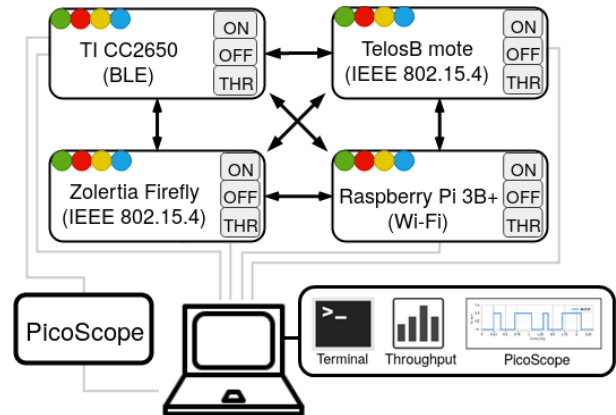 TI CC2650
(BLE)
ON
OFF
THR
TelosB mote
(IEEE 802.15.4)
ON
OFF
THR
Zolertia Firefly
(IEEE 802.15.4)
ON
OFF
THR
Raspberry Pi 3B+
(Wi-Fi)
ON
OFF
THR
PicoScope
>_
Terminal
Throughput
PicoScope